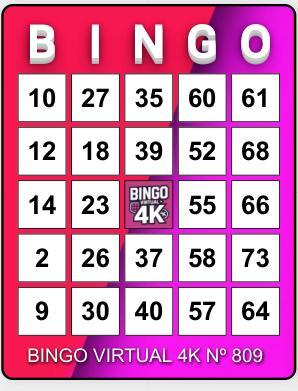 B I N G O
10 27 35 60 61
12 18 39 52 68
14 23 BINGO VIRTUAL 4K 55 66
2 26 37 58 73
9 30 40 57 64
BINGO VIRTUAL 4K Nº 809